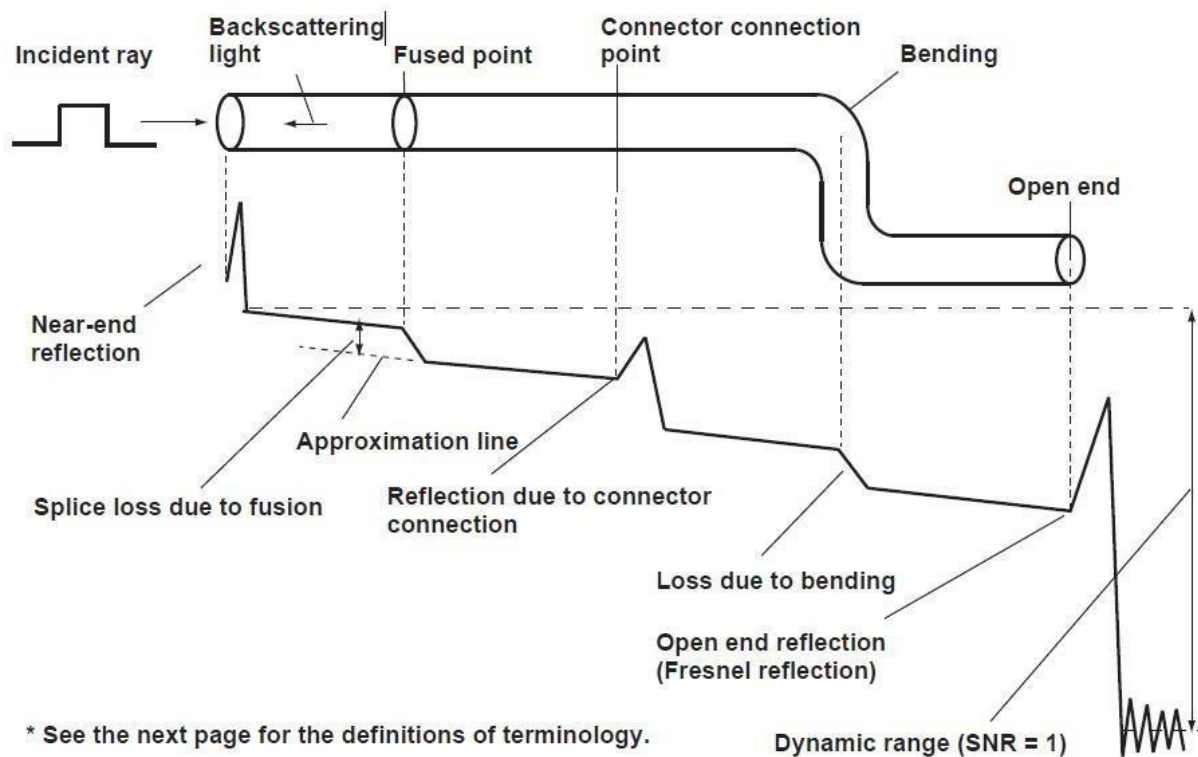 Incident ray
Backscattering
light
Fused point
Connector connection
point
Bending
Open end
Near-end
reflection
Approximation line
Splice loss due to fusion
Reflection due to connector
connection
Loss due to bending
Open end reflection
(Fresnel reflection)
* See the next page for the definitions of terminology.
Dynamic range (SNR = 1)